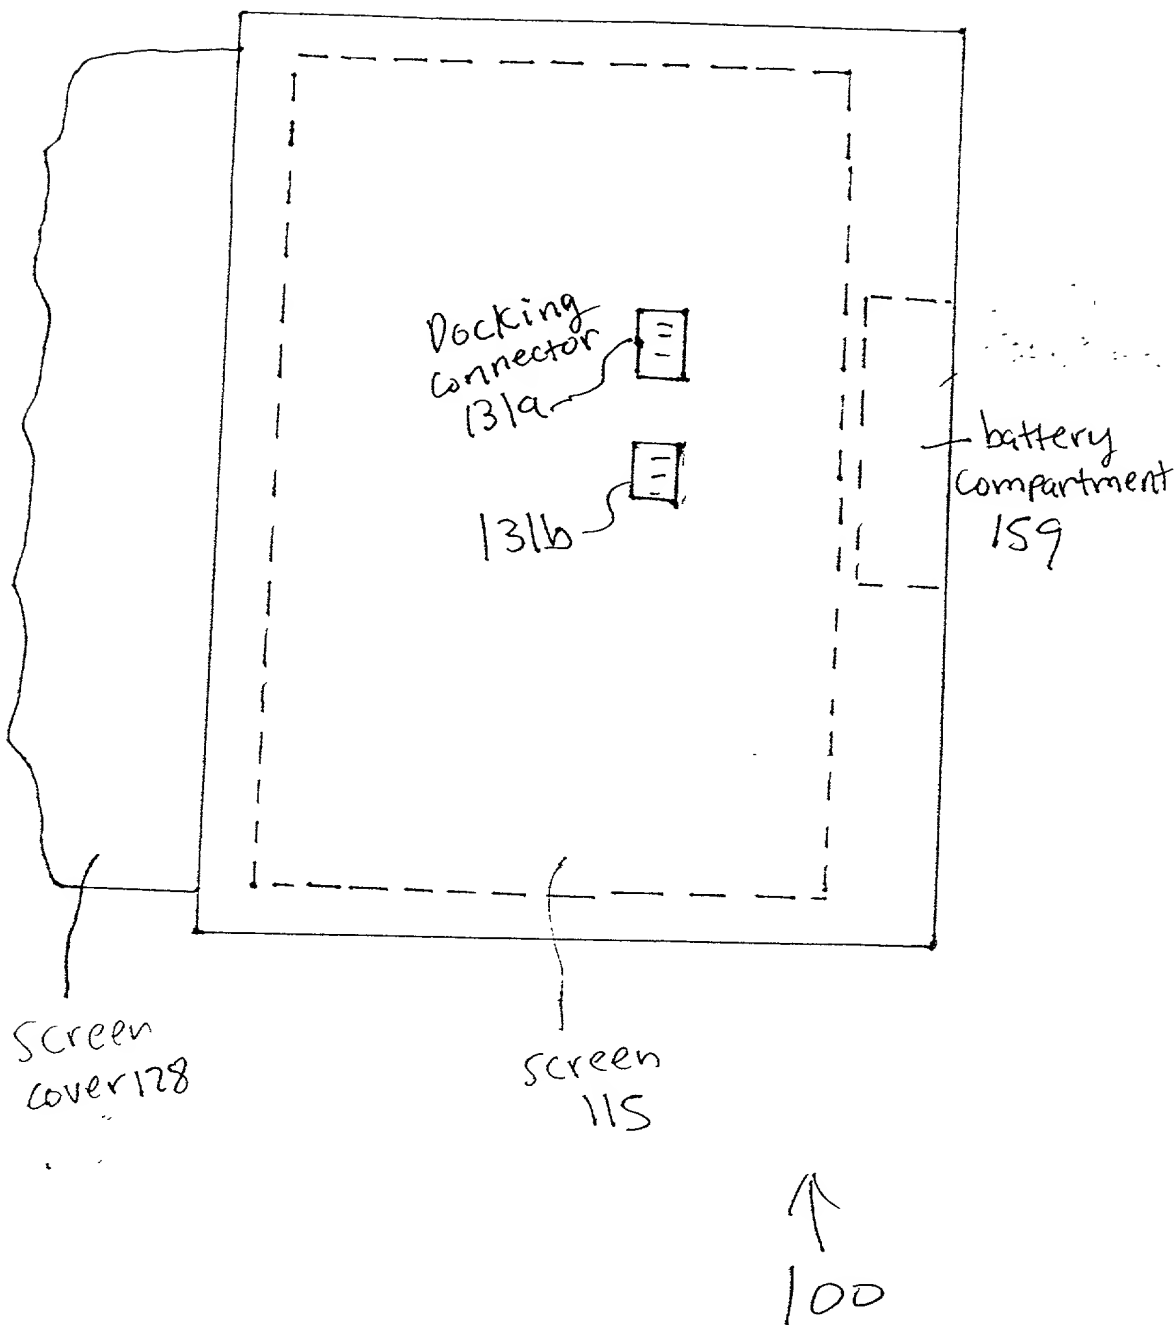 Docking
connector
131a
131b
battery
compartment
159
screen
cover 128
screen
115
100